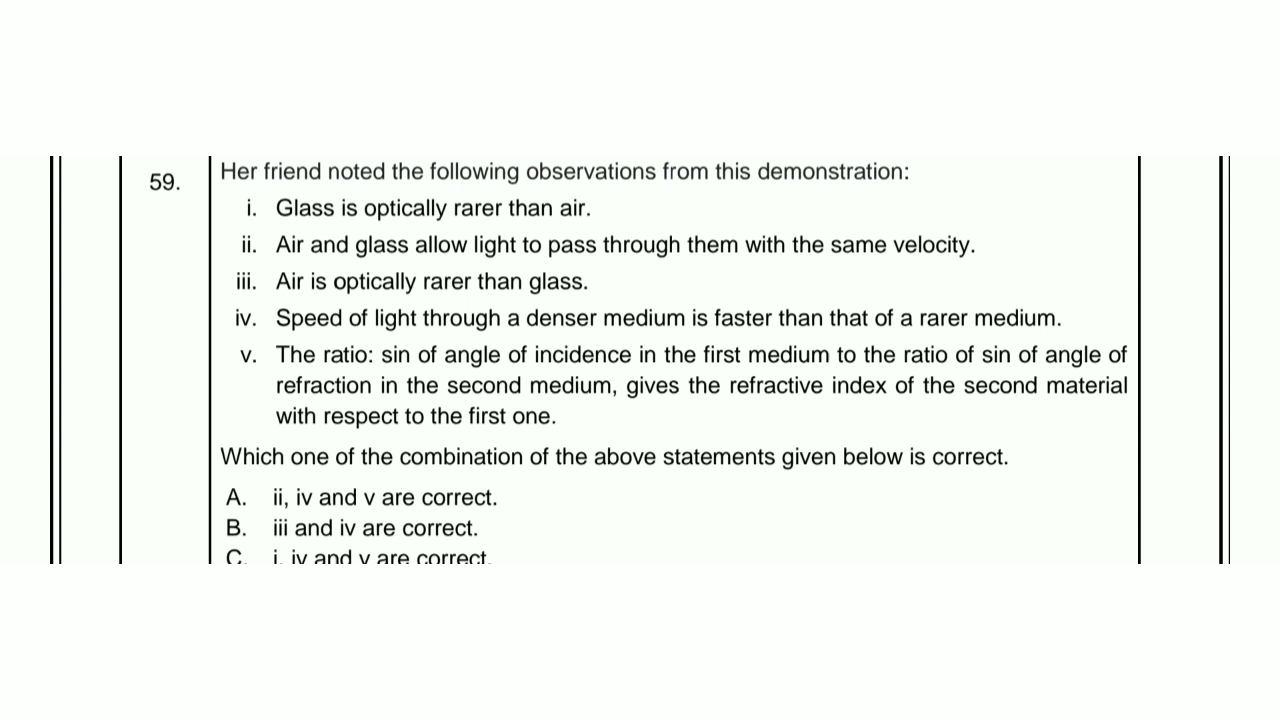 59.
Her friend noted the following observations from this demonstration:
i. Glass is optically rarer than air.
ii. Air and glass allow light to pass through them with the same velocity.
iii. Air is optically rarer than glass.
iv. Speed of light through a denser medium is faster than that of a rarer medium.
v. The ratio: sin of angle of incidence in the first medium to the ratio of sin of angle of
refraction in the second medium, gives the refractive index of the second material
with respect to the first one.
Which one of the combination of the above statements given below is correct.
A. ii, iv and v are correct.
B. iii and iv are correct.
C. i, iv and v are correct.